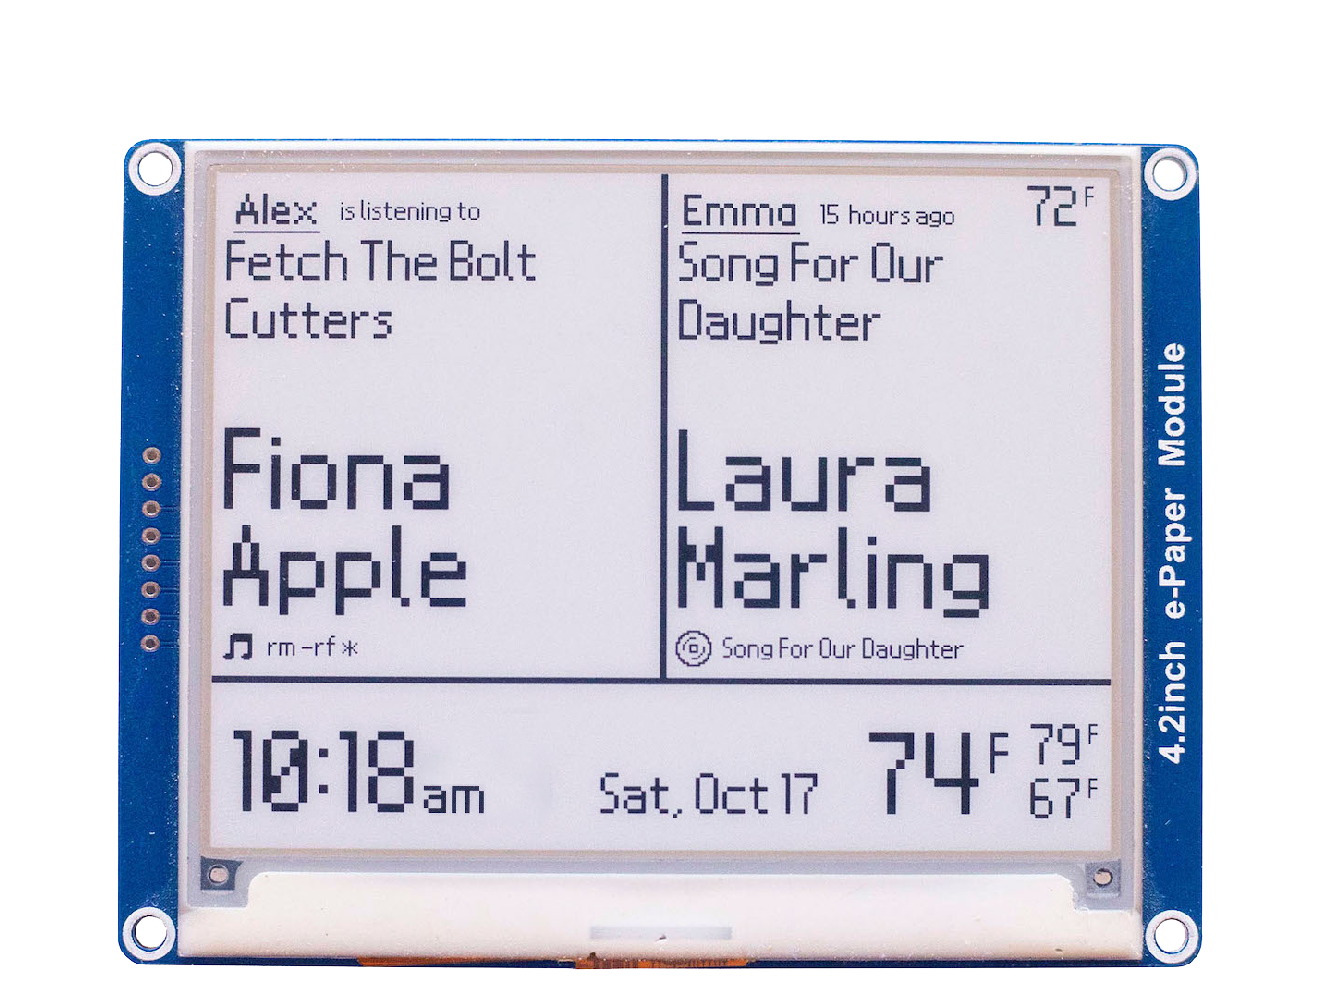 Alex is listening to
Fetch The Bolt
Cutters
Fiona
Apple
rm -rf *
Emma 15 hours ago 72F
Song For Our
Daughter
Laura
Marling
Song For Our Daughter
10:18am Sat, Oct 17 74F 79F
67F
4.2inch e-Paper Module